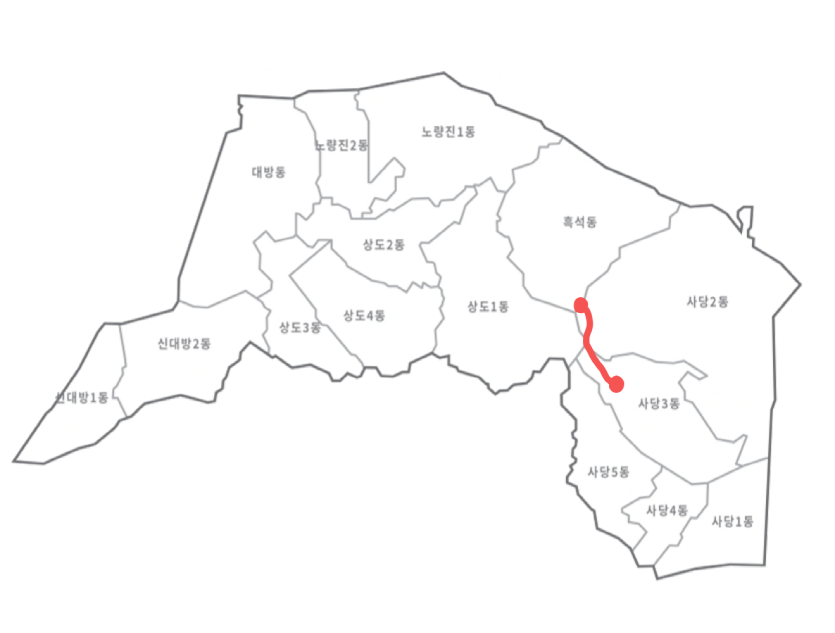 노량진1동
노량진2동
대방동
흑석동
상도2동
사당2동
상도1동
상도4동
상도3동
신대방2동
신대방1동
사당3동
사당5동
사당4동
사당1동